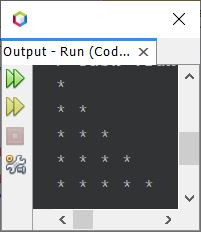 Output - Run (Cod... ×
*
* *
* * *
* * * *
* * * * *